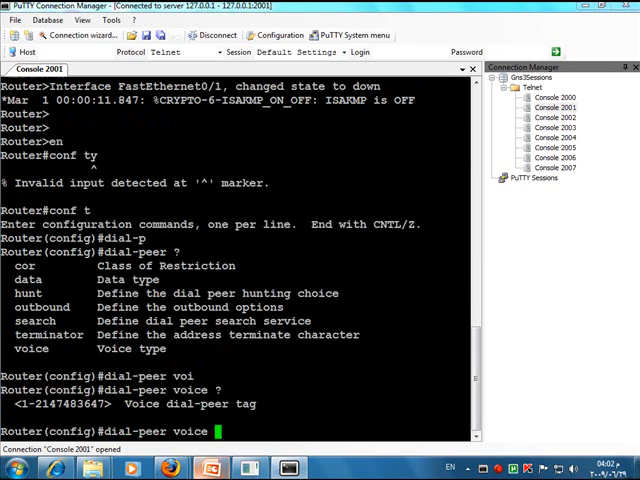 PuTTY Connection Manager - [Connected to server 127.0.0.1 - 127.0.0.1:2001]
File Database View Tools ?
Connection wizard... Disconnect Configuration PuTTY System menu
Host Protocol Telnet Session Default Settings Login Password
Console 2001
Router>Interface FastEthernet0/1, changed state to down
*Mar  1 00:00:11.847: %CRYPTO-6-ISAKMP_ON_OFF: ISAKMP is OFF
Router>
Router>
Router>en
Router#conf ty
^
% Invalid input detected at '^' marker.
Router#conf t
Enter configuration commands, one per line.  End with CNTL/Z.
Router(config)#dial-p
Router(config)#dial-peer ?
cor Class of Restriction
data Data type
hunt Define the dial peer hunting choice
outbound Define the outbound options
search Define dial peer search service
terminator Define the address terminate character
voice Voice type
Router(config)#dial-peer voi
Router(config)#dial-peer voice ?
<1-2147483647>  Voice dial-peer tag
Router(config)#dial-peer voice
Connection Manager
Gns3Sessions
Telnet
Console 2000
Console 2001
Console 2002
Console 2003
Console 2004
Console 2005
Console 2006
Console 2007
PuTTY Sessions
Connection "Console 2001" opened
EN
04:02 م
٢٠٠٩/٠٦/٢٩